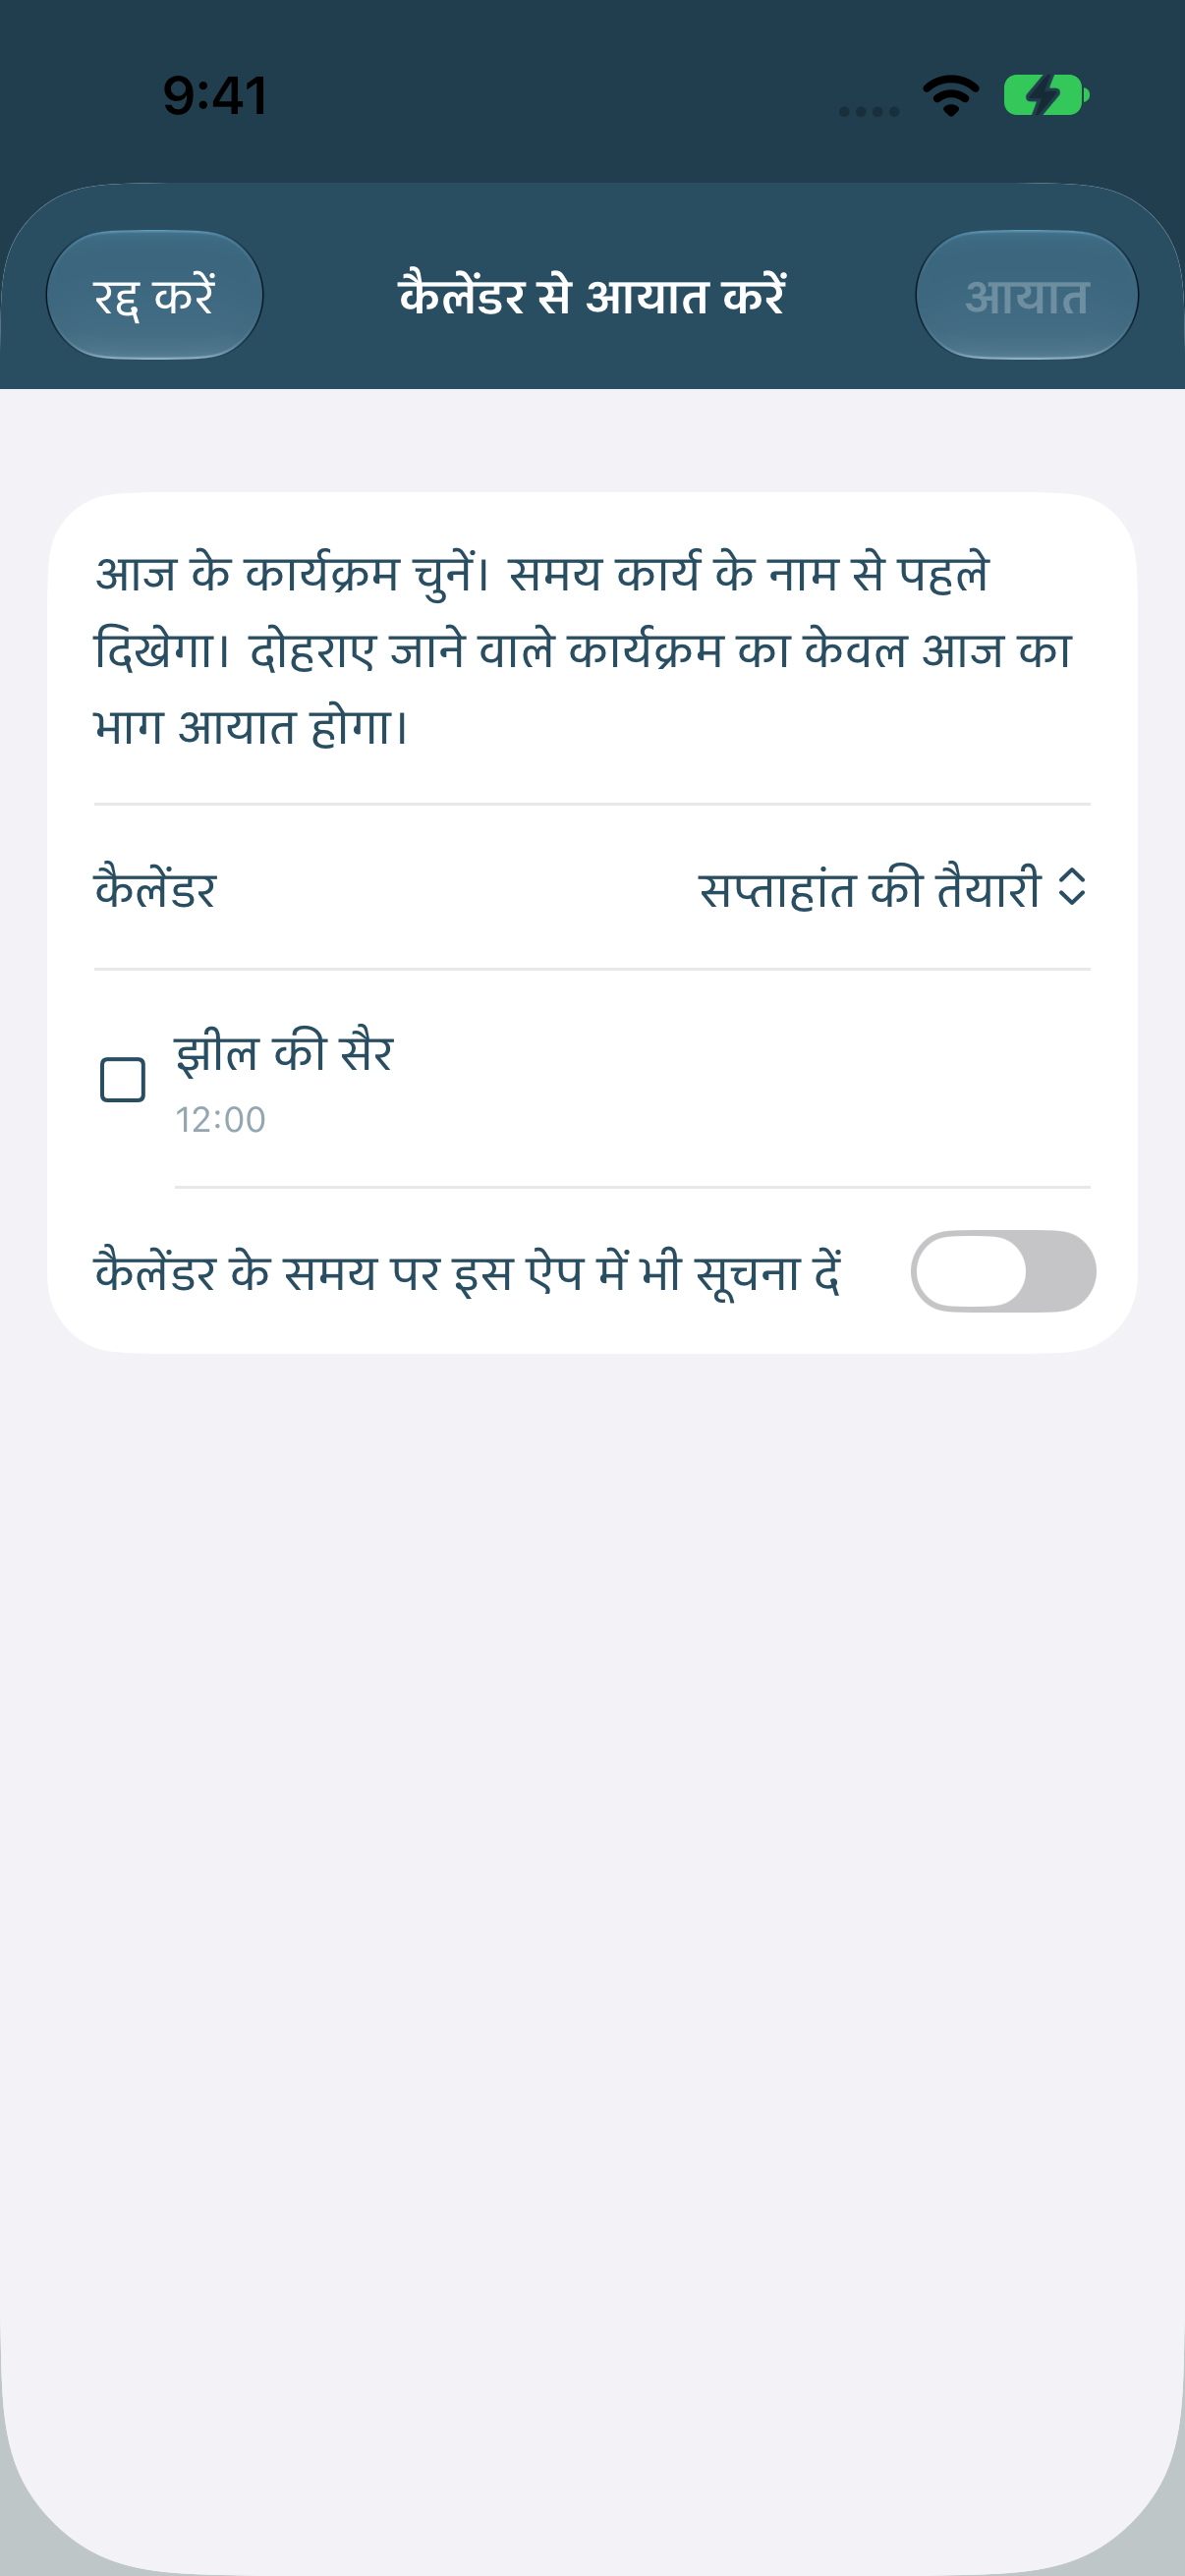 9:41
रद्द करें
कैलेंडर से आयात करें
आयात
आज के कार्यक्रम चुनें। समय कार्य के नाम से पहले
दिखेगा। दोहराए जाने वाले कार्यक्रम का केवल आज का
भाग आयात होगा।
कैलेंडर
सप्ताहांत की तैयारी
झील की सैर
12:00
कैलेंडर के समय पर इस ऐप में भी सूचना दें